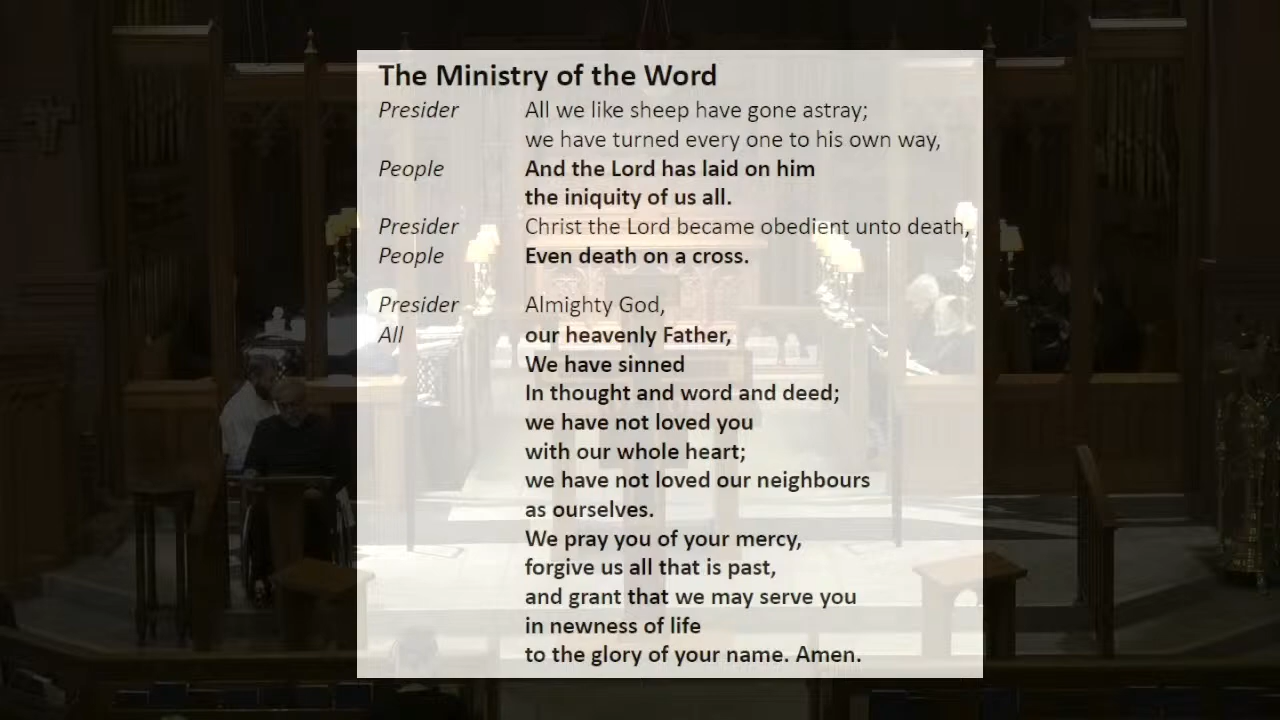 The Ministry of the Word
Presider All we like sheep have gone astray;
we have turned every one to his own way,
People And the Lord has laid on him
the iniquity of us all.
Presider Christ the Lord became obedient unto death,
People Even death on a cross.
Presider Almighty God,
All our heavenly Father,
We have sinned
In thought and word and deed;
we have not loved you
with our whole heart;
we have not loved our neighbours
as ourselves.
We pray you of your mercy,
forgive us all that is past,
and grant that we may serve you
in newness of life
to the glory of your name. Amen.